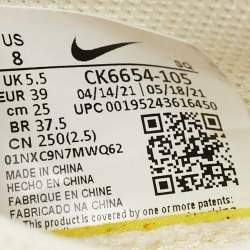 US
8
UK 5.5
EUR 39
cm 25
BR 37.5
CN 250(2.5)
CK6654-105
04/14/21 05/18/21
UPC 00195243616450
01NXC9N7MWQ62
MADE IN CHINA
HECHO EN CHINA
FABRIQUE EN CHINE
FABRICADO NA CHINA
This product is covered by one or more patents